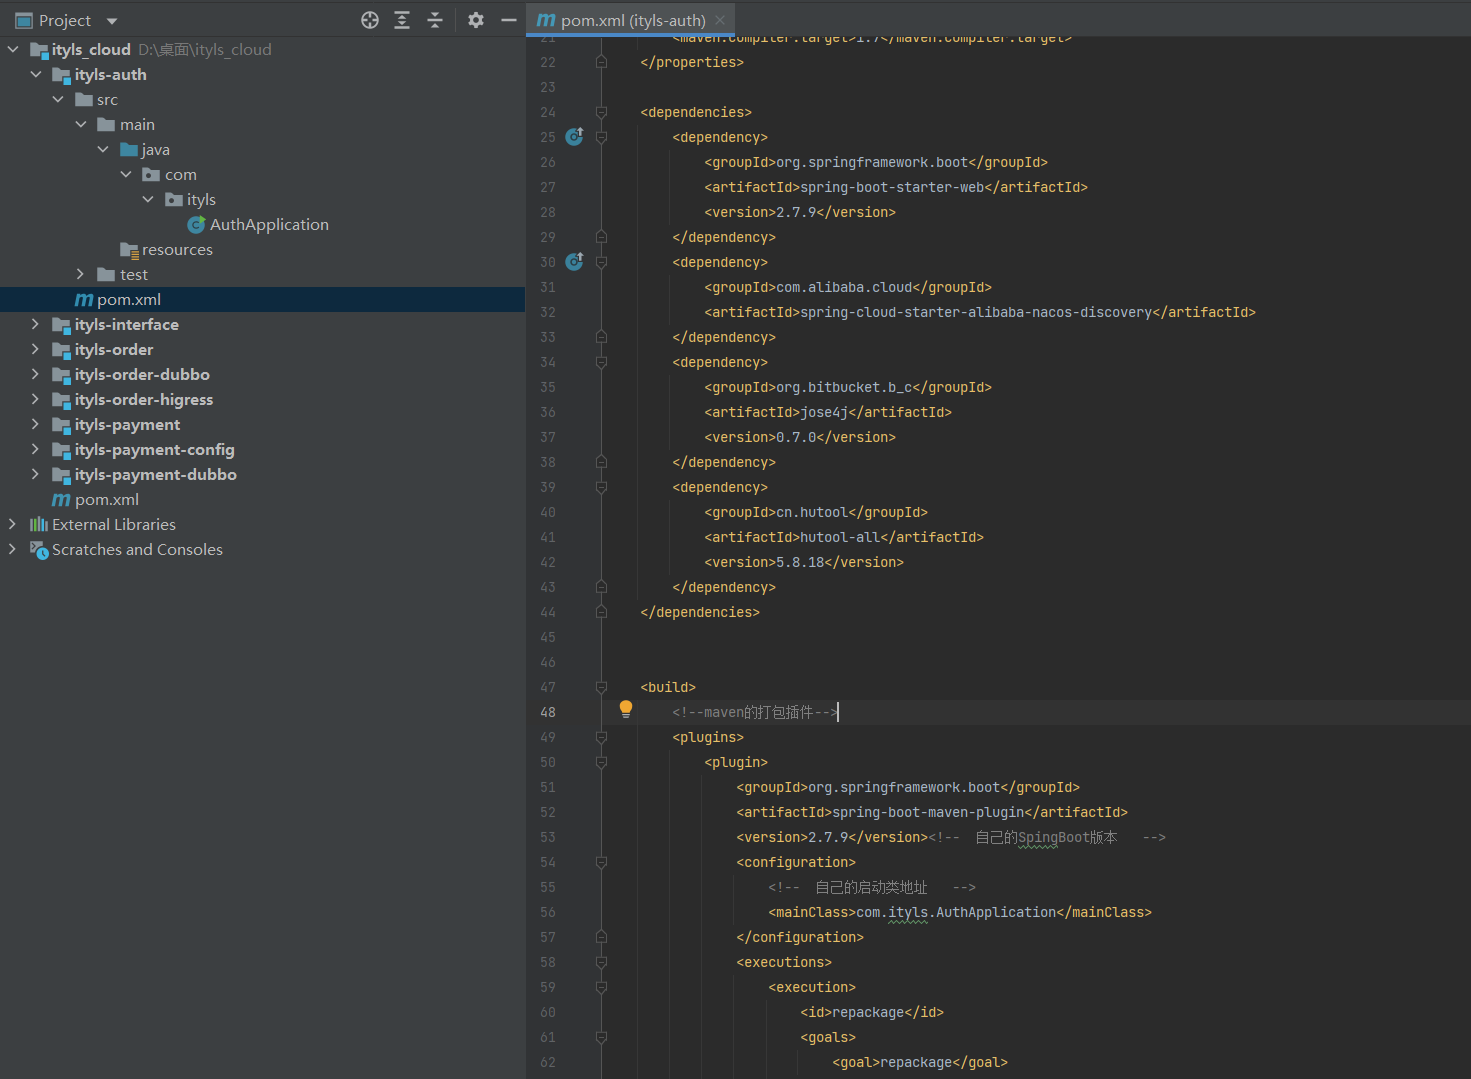 Project
ityls_cloud D:\桌面\ityls_cloud
ityls-auth
src
main
java
com
ityls
AuthApplication
resources
test
pom.xml
ityls-interface
ityls-order
ityls-order-dubbo
ityls-order-higress
ityls-payment
ityls-payment-config
ityls-payment-dubbo
pom.xml
External Libraries
Scratches and Consoles
pom.xml (ityls-auth)
21 <maven.compiler.target>1.7</maven.compiler.target>
22 </properties>
23
24 <dependencies>
25 <dependency>
26 <groupId>org.springframework.boot</groupId>
27 <artifactId>spring-boot-starter-web</artifactId>
28 <version>2.7.9</version>
29 </dependency>
30 <dependency>
31 <groupId>com.alibaba.cloud</groupId>
32 <artifactId>spring-cloud-starter-alibaba-nacos-discovery</artifactId>
33 </dependency>
34 <dependency>
35 <groupId>org.bitbucket.b_c</groupId>
36 <artifactId>jose4j</artifactId>
37 <version>0.7.0</version>
38 </dependency>
39 <dependency>
40 <groupId>cn.hutool</groupId>
41 <artifactId>hutool-all</artifactId>
42 <version>5.8.18</version>
43 </dependency>
44 </dependencies>
45
46
47 <build>
48 <!--maven的打包插件-->
49 <plugins>
50 <plugin>
51 <groupId>org.springframework.boot</groupId>
52 <artifactId>spring-boot-maven-plugin</artifactId>
53 <version>2.7.9</version><!-- 自己的SpingBoot版本 -->
54 <configuration>
55 <!-- 自己的启动类地址 -->
56 <mainClass>com.ityls.AuthApplication</mainClass>
57 </configuration>
58 <executions>
59 <execution>
60 <id>repackage</id>
61 <goals>
62 <goal>repackage</goal>